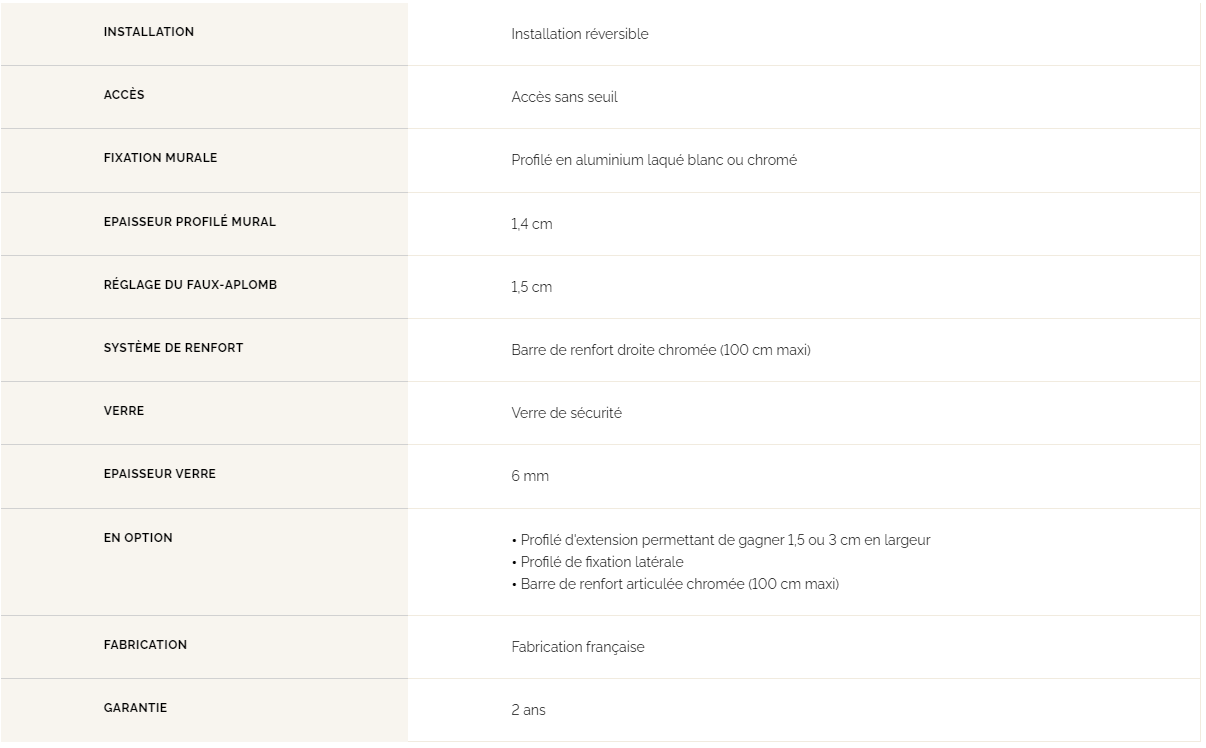 INSTALLATION
Installation réversible
ACCÈS
Accès sans seuil
FIXATION MURALE
Profilé en aluminium laqué blanc ou chromé
EPAISSEUR PROFILÉ MURAL
1,4 cm
RÉGLAGE DU FAUX-APLOMB
1,5 cm
SYSTÈME DE RENFORT
Barre de renfort droite chromée (100 cm maxi)
VERRE
Verre de sécurité
EPAISSEUR VERRE
6 mm
EN OPTION
• Profilé d'extension permettant de gagner 1,5 ou 3 cm en largeur
• Profilé de fixation latérale
• Barre de renfort articulée chromée (100 cm maxi)
FABRICATION
Fabrication française
GARANTIE
2 ans